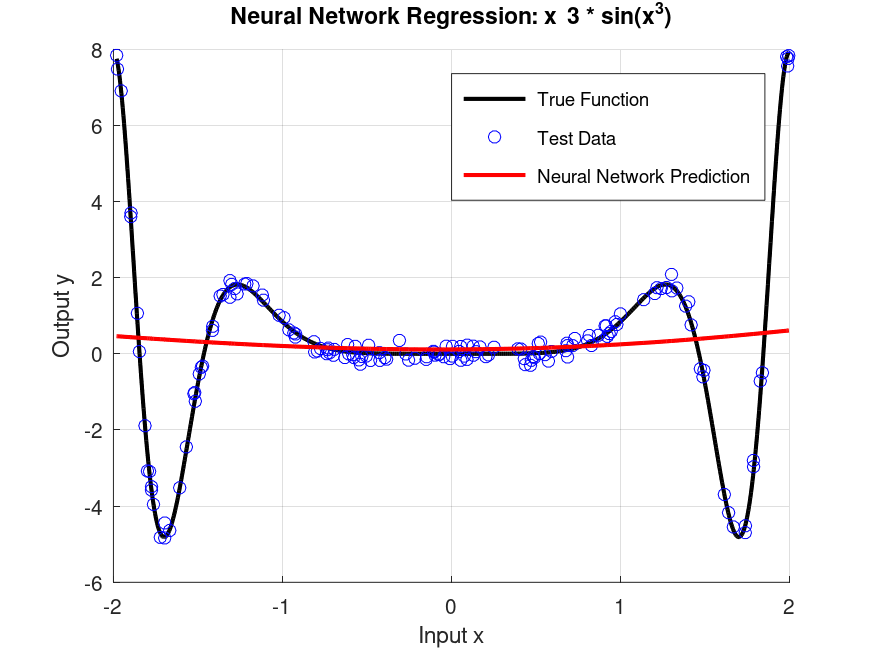 Neural Network Regression: x 3 * sin(x³)
8
6
4
2
0
-2
-4
-6
-2
-1
0
1
2
Output y
Input x
True Function
Test Data
Neural Network Prediction